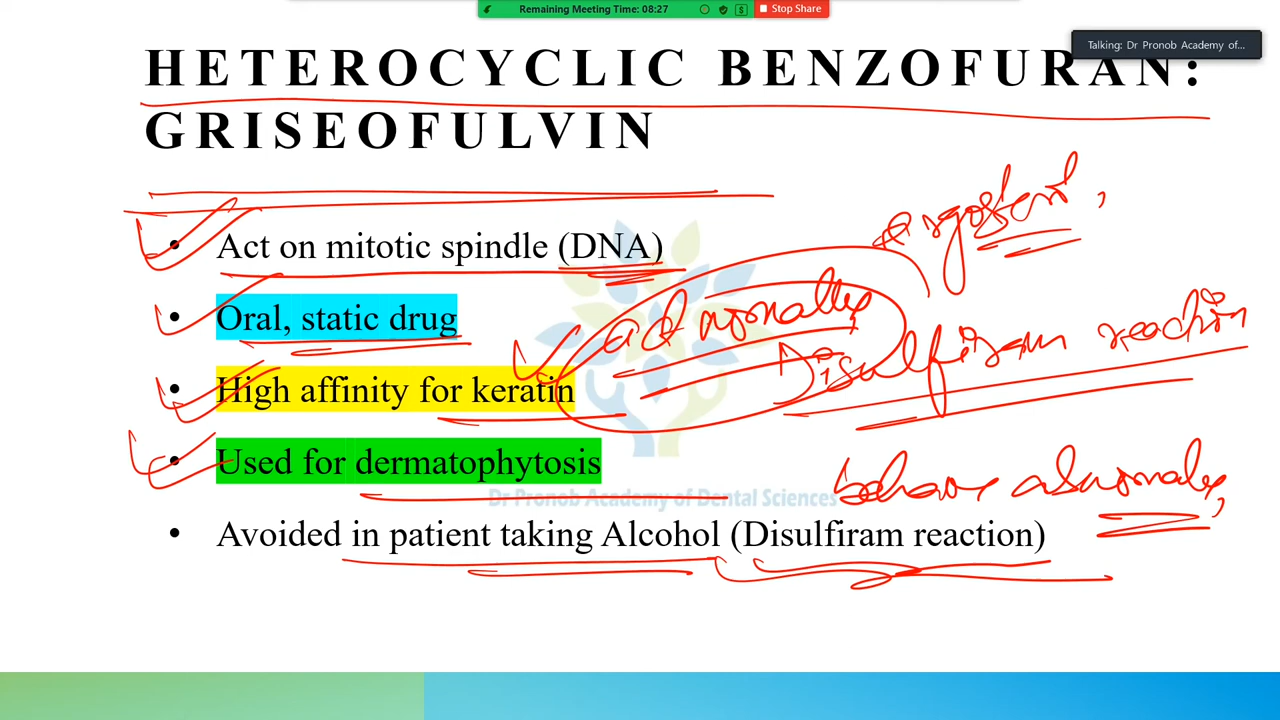 Remaining Meeting Time: 08:27
Stop Share
Talking: Dr Pronob Academy of...
HETEROCYCLIC BENZOFURAN:
GRISEOFULVIN
• Act on mitotic spindle (DNA)
• Oral, static drug
• High affinity for keratin
• Used for dermatophytosis
• Avoided in patient taking Alcohol (Disulfiram reaction)
Dr Pronob Academy of Dental Sciences
Disulfiram reaction